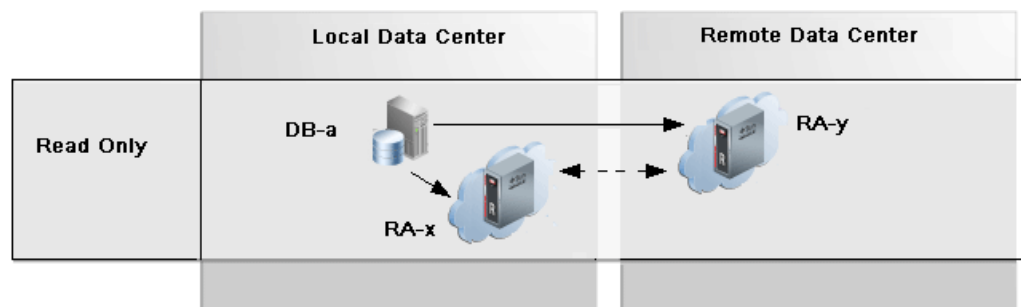 Local Data Center
Remote Data Center
Read Only
DB-a
RA-y
RA-x